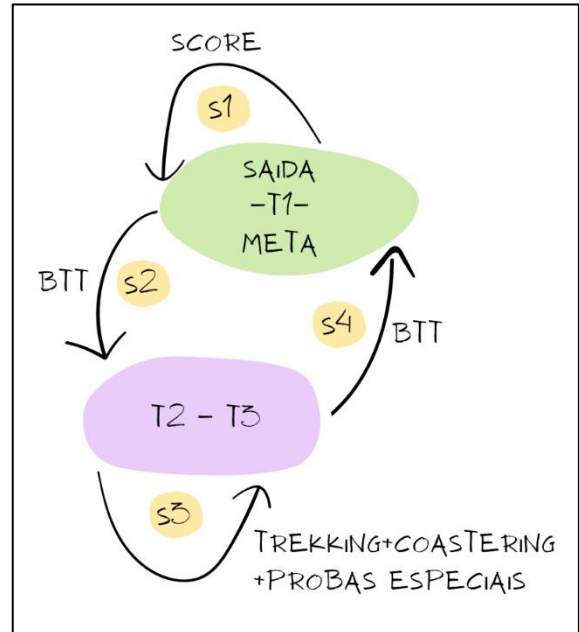 SCORE
s1
SAIDA
-T1-
META
BTT
s2
s4
BTT
T2 - T3
s3
TREKKING+COASTERING
+PROBAS ESPECIAIS